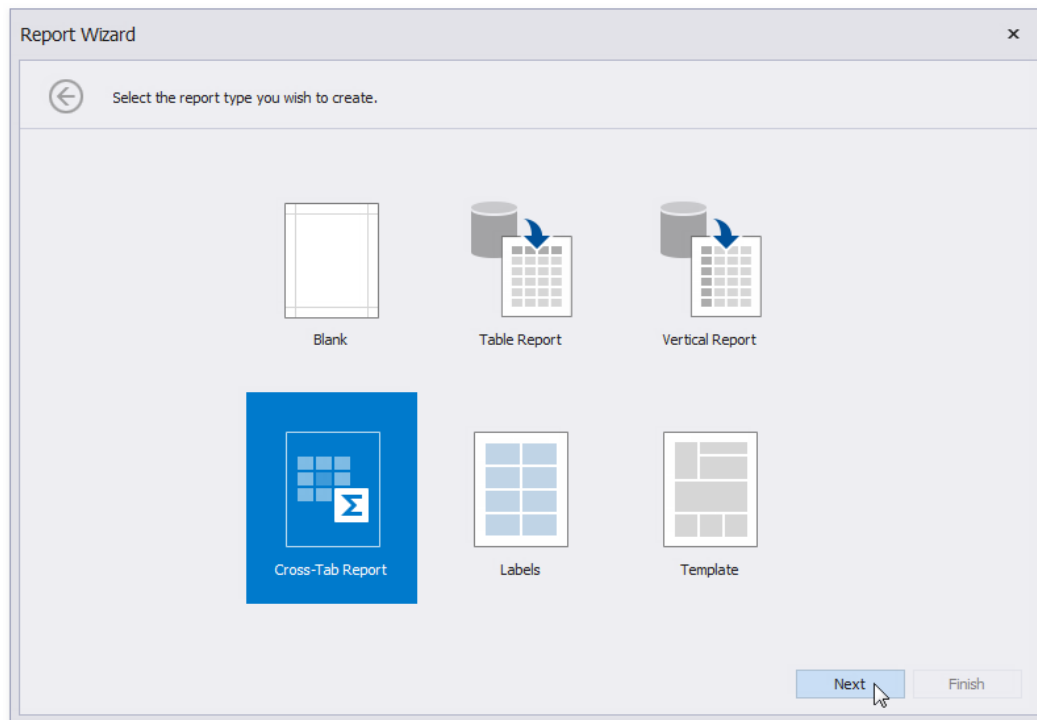 Report Wizard
Select the report type you wish to create.
Blank
Table Report
Vertical Report
Σ
Cross-Tab Report
Labels
Template
Next
Finish